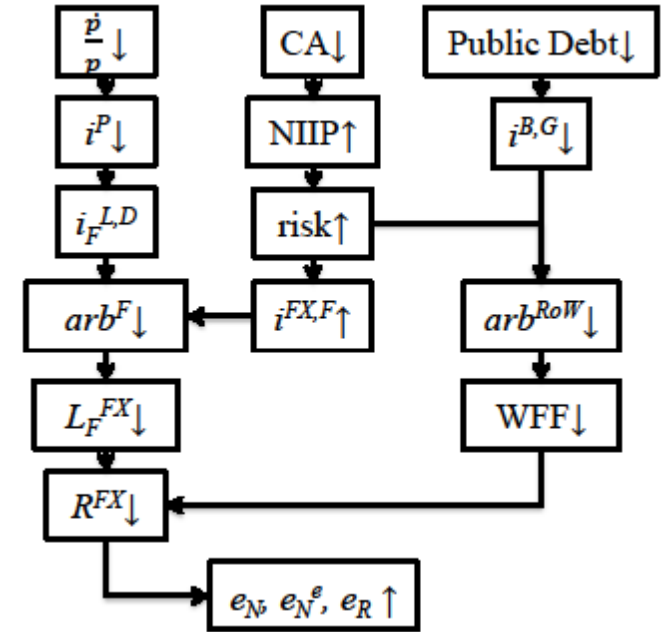 ṗ/p↓
CA↓
Public Debt↓
i^P↓
NIIP↑
i^{B,G}↓
i_F^{L,D}
risk↑
arb^F↓
i^{FX,F}↑
arb^{RoW}↓
L_F^{FX}↓
WFF↓
R^{FX}↓
e_N, e_N^e, e_R ↑